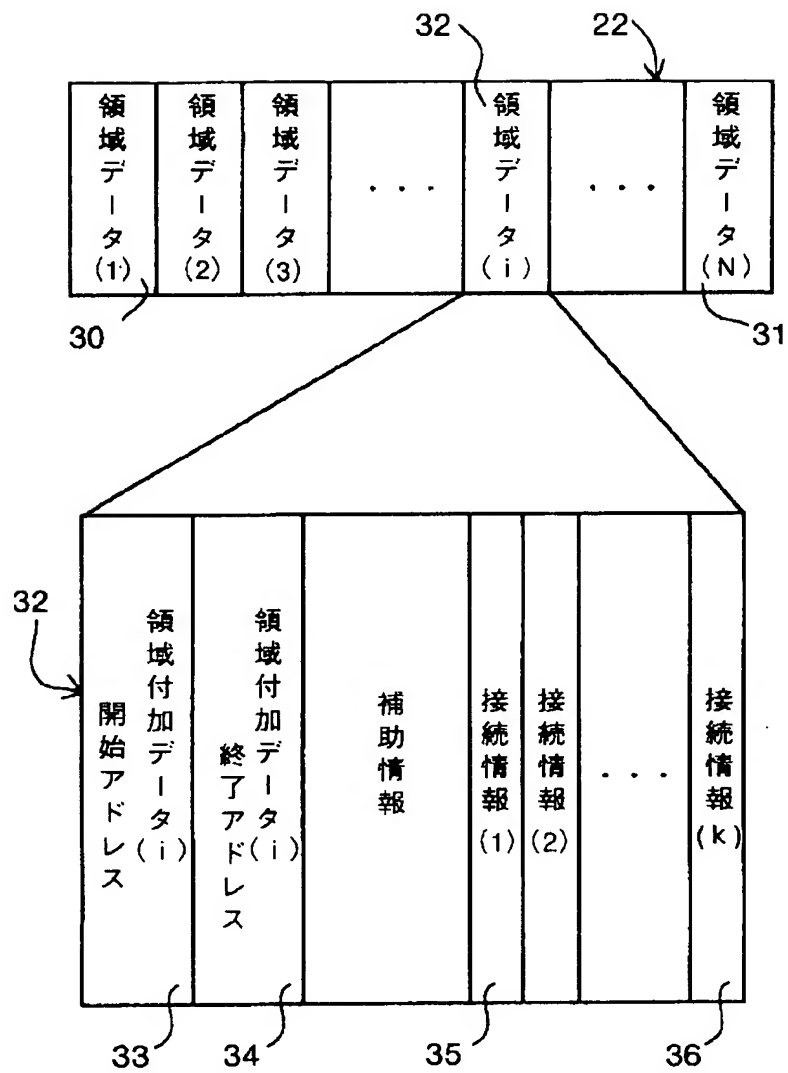 32
22
領域データ(1)
領域データ(2)
領域データ(3)
・・・
領域データ(i)
・・・
領域データ(N)
30
31
32
領域付加データ(i)
開始アドレス
領域付加データ(i)
終了アドレス
補助情報
接続情報(1)
接続情報(2)
・・・
接続情報(k)
33
34
35
36